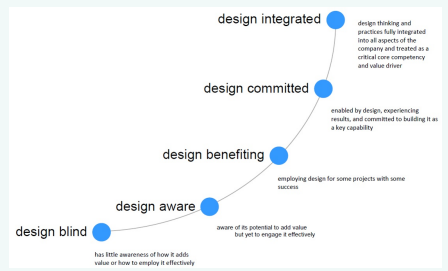 design integrated
design thinking and
practices fully integrated
into all aspects of the
company and treated as a
critical core competency
and value driver
design committed
enabled by design, experiencing
results, and committed to building it as
a key capability
design benefiting
employing design for some projects with some
success
design aware
aware of its potential to add value
but yet to engage it effectively
design blind
has little awareness of how it adds
value or how to employ it effectively